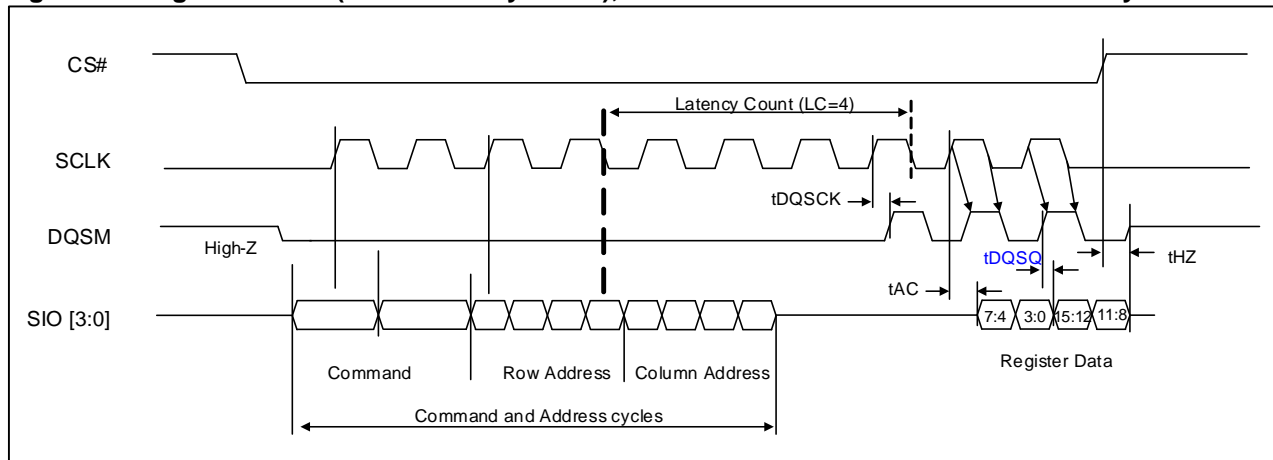 CS#
Latency Count (LC=4)
SCLK
tDQSCK
DQSM
High-Z
tDQSQ
tHZ
tAC
SIO [3:0]
7:4 3:0 15:12 11:8
Register Data
Command Row Address Column Address
Command and Address cycles